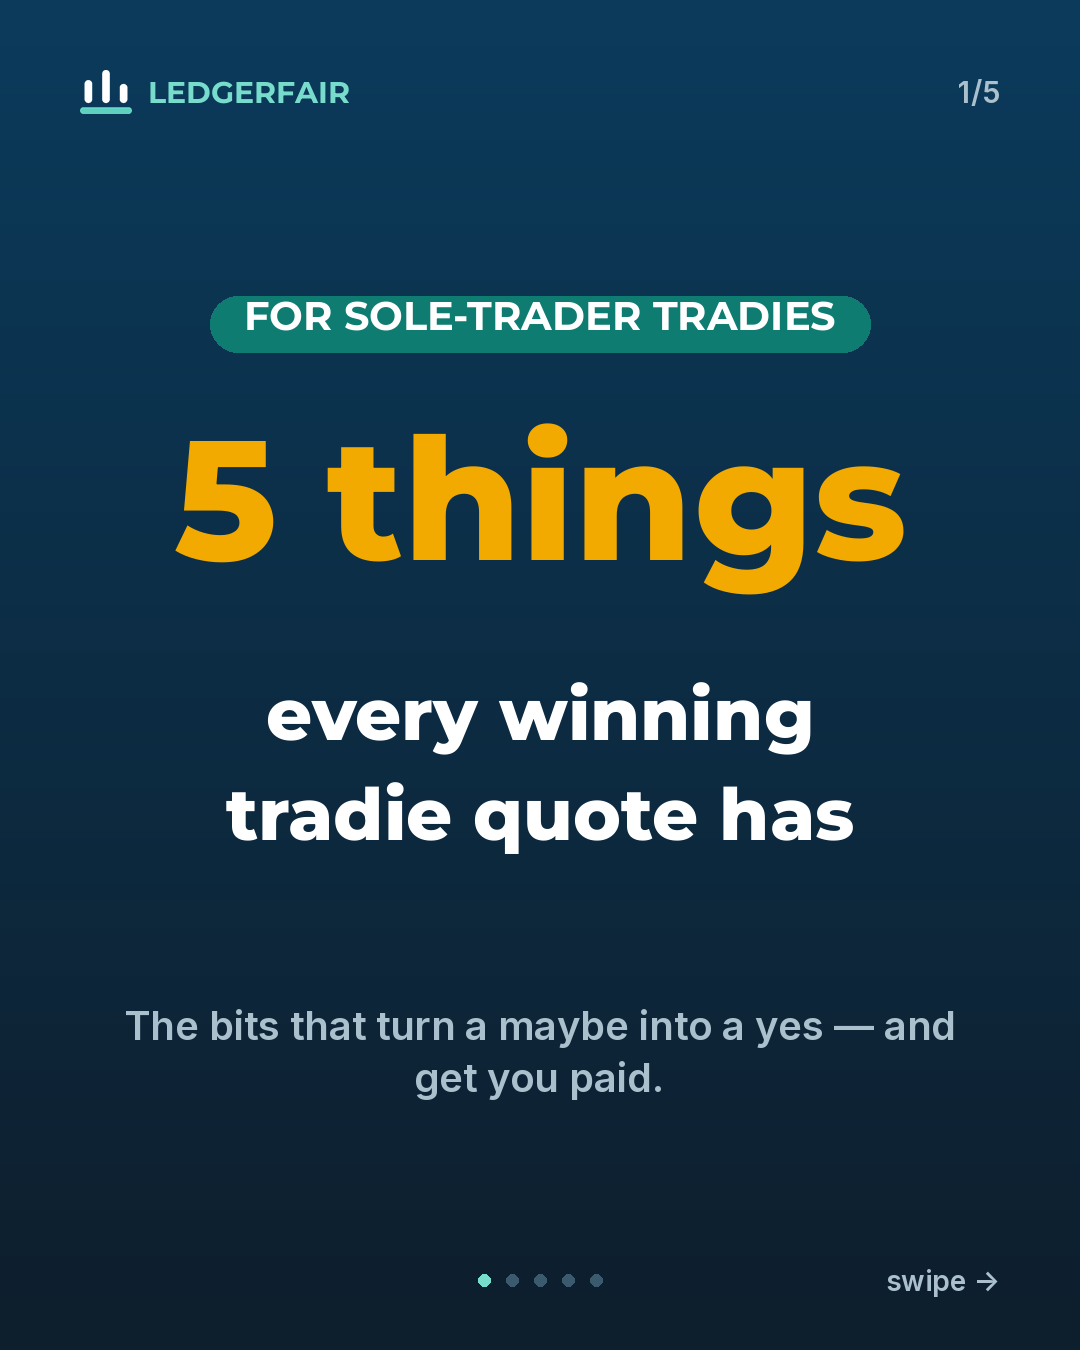 LEDGERFAIR
1/5
FOR SOLE-TRADER TRADIES
5 things
every winning
tradie quote has
The bits that turn a maybe into a yes — and
get you paid.
swipe →